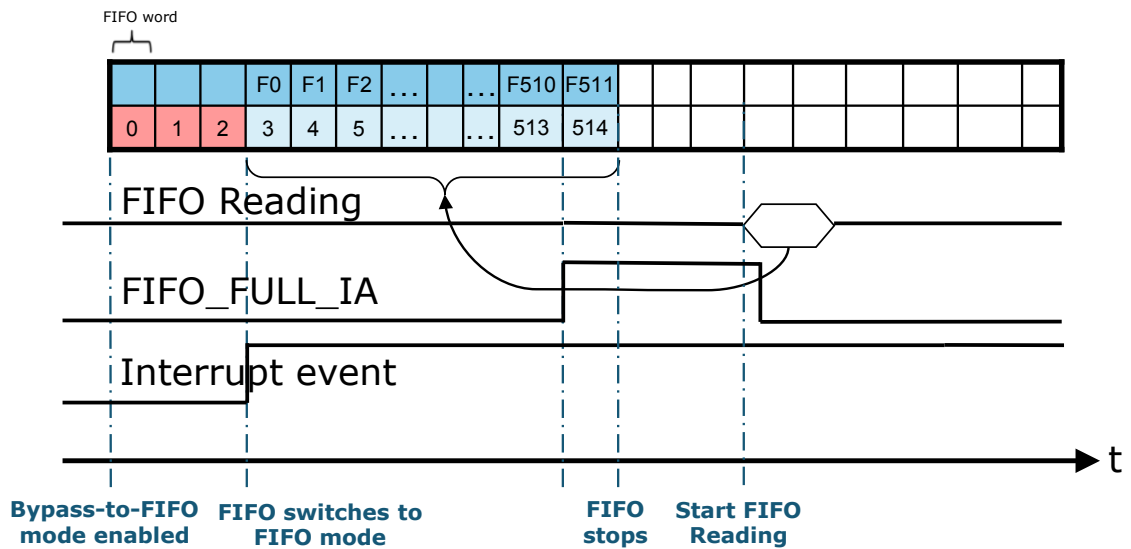 FIFO word
F0 F1 F2 ... ... F510 F511
0 1 2 3 4 5 ... ... 513 514
FIFO Reading
FIFO_FULL_IA
Interrupt event
t
Bypass-to-FIFO
mode enabled
FIFO switches to
FIFO mode
FIFO
stops
Start FIFO
Reading